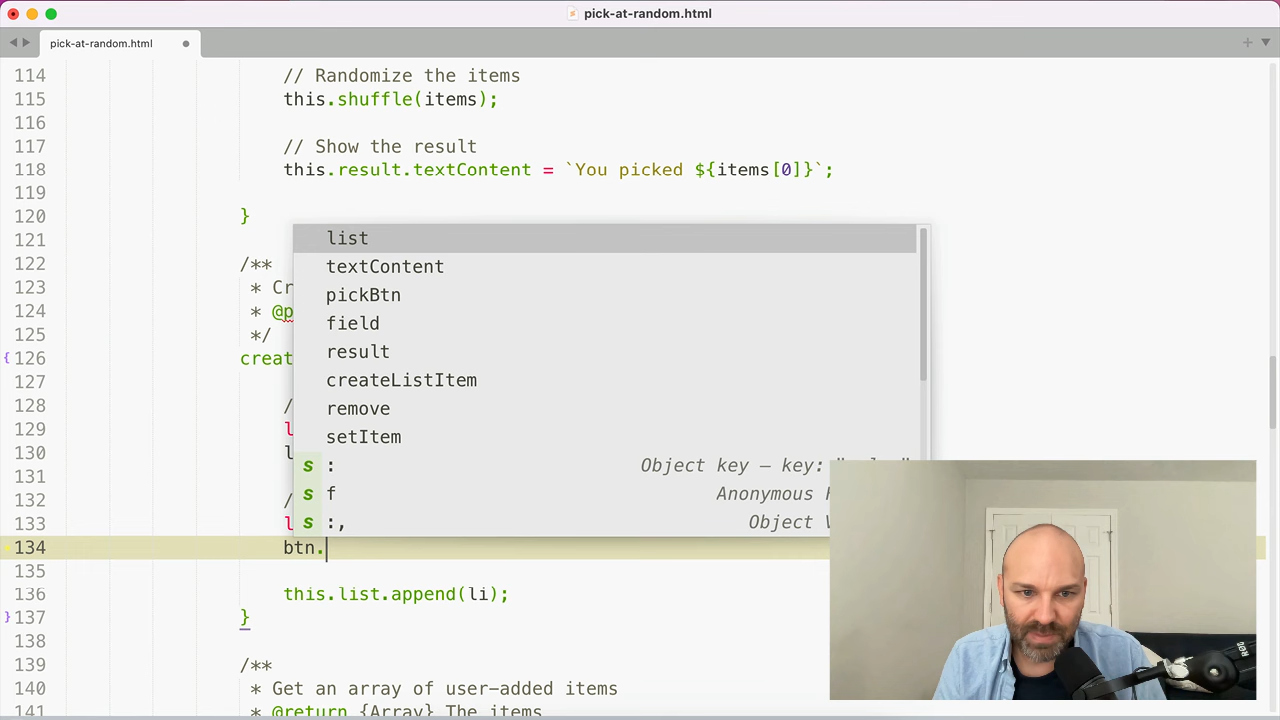 pick-at-random.html
pick-at-random.html
114 // Randomize the items
115 this.shuffle(items);
116
117 // Show the result
118 this.result.textContent = `You picked ${items[0]}`;
119
120 }
121
122 /**
123 * Cr
124 * @p
125 */
126 creat
127
128 /
129 l
130 l
131
132 /
133 l
134 btn.
135
136 this.list.append(li);
137 }
138
139 /**
140 * Get an array of user-added items
141 * @return {Array} The items
list
textContent
pickBtn
field
result
createListItem
remove
setItem
s : Object key — key:
s f Anonymous
s :, Object
RØDE